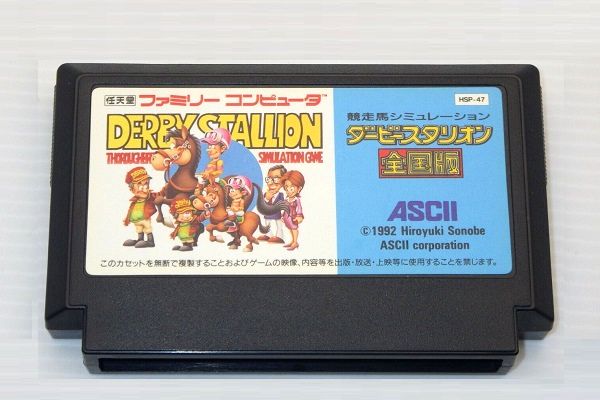 任天堂 ファミリー コンピュータ™
HSP-47
DERBY STALLION
THOROUGHBRED SIMULATION GAME
競走馬シミュレーション
ダービースタリオン
全国版
ASCII
©1992 Hiroyuki Sonobe
ASCII corporation
このカセットを無断で複製することおよびゲームの映像、内容等を出版・放送・上映等に使用することを禁じます。